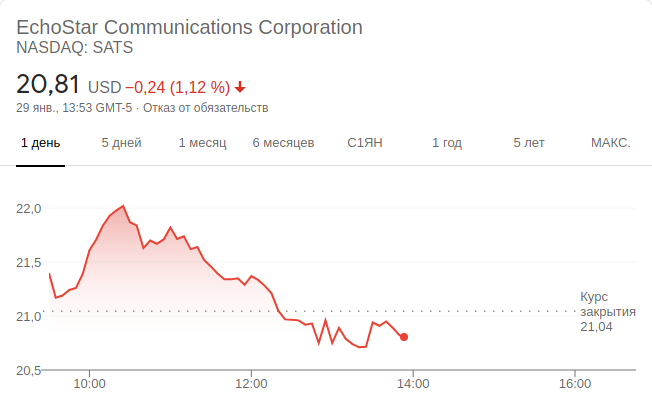 EchoStar Communications Corporation
NASDAQ: SATS
20,81 USD −0,24 (1,12 %)
29 янв., 13:53 GMT-5 · Отказ от обязательств
1 день 5 дней 1 месяц 6 месяцев С1ЯН 1 год 5 лет МАКС.
22,0
21,5
21,0
20,5
Курс
закрытия
21,04
10:00 12:00 14:00 16:00